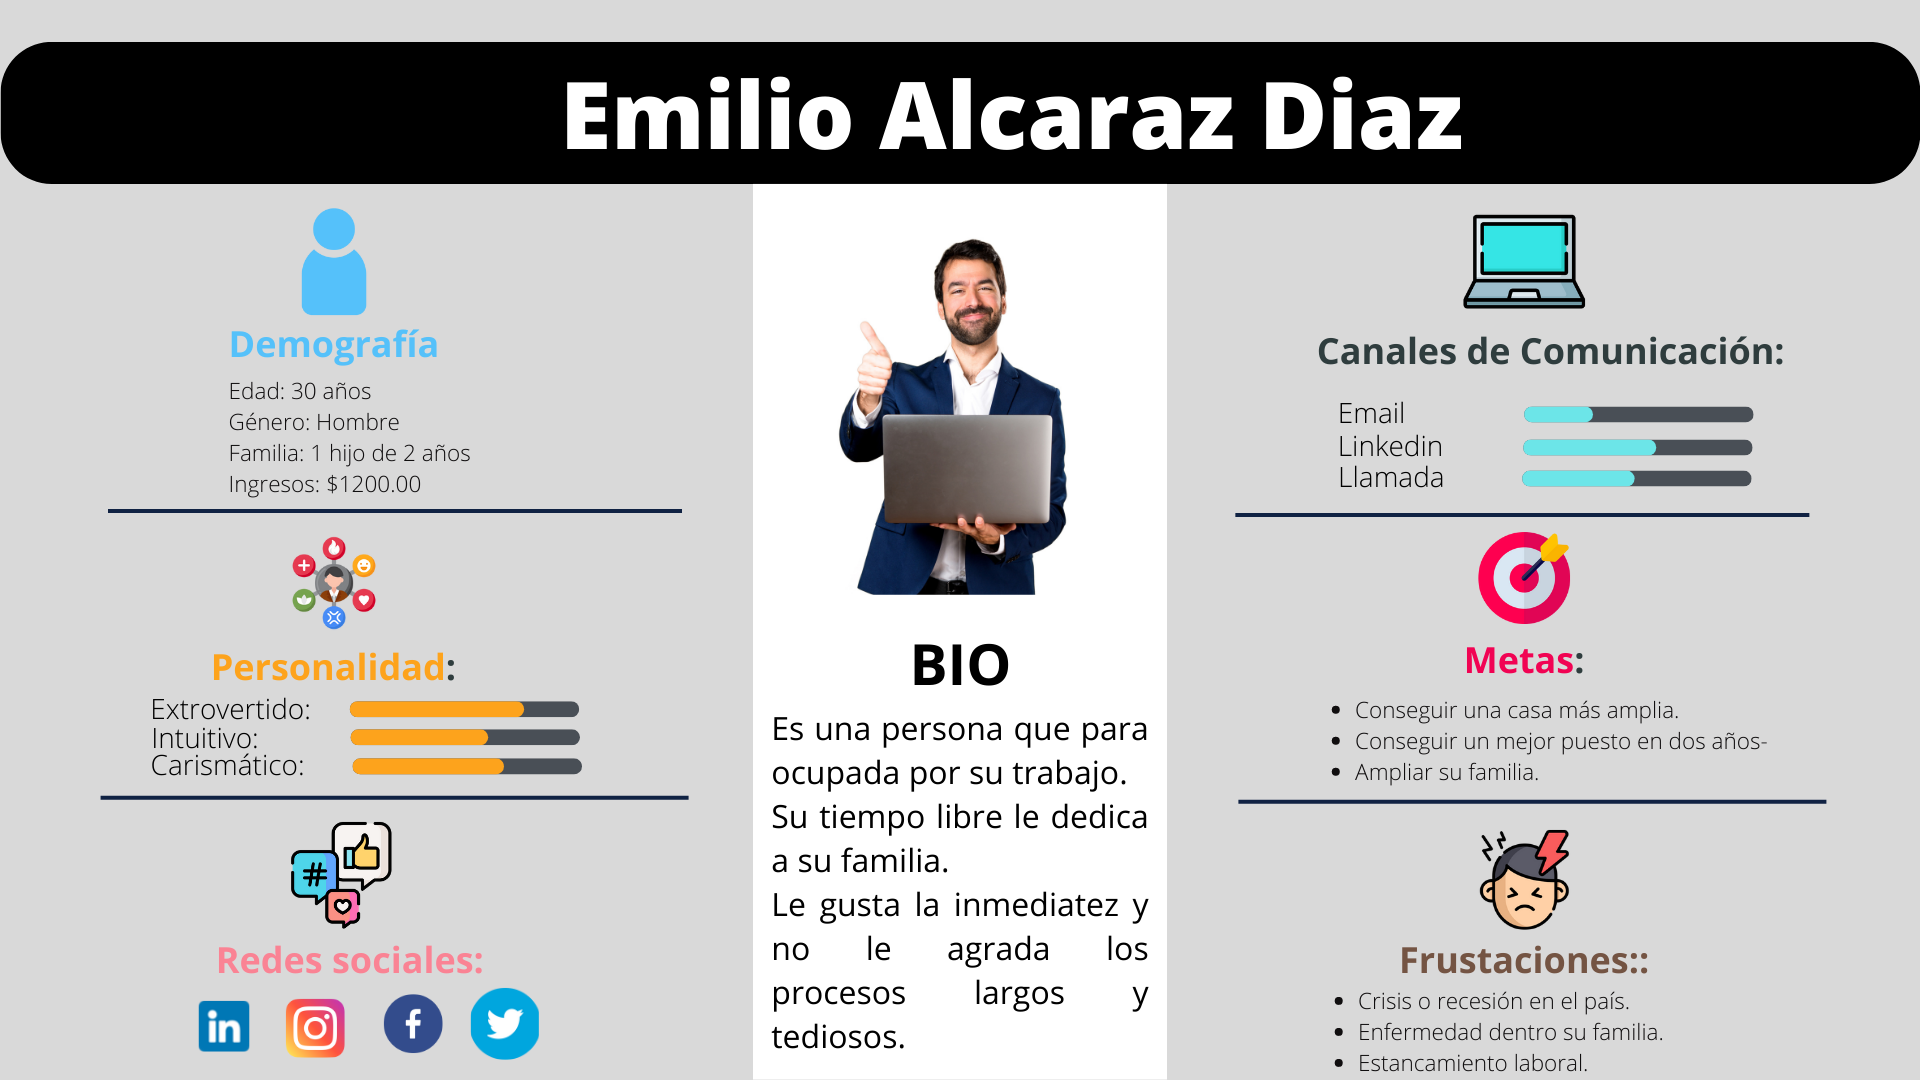 Emilio Alcaraz Diaz
Demografía
Edad: 30 años
Género: Hombre
Familia: 1 hijo de 2 años
Ingresos: $1200.00
Personalidad:
Extrovertido:
Intuitivo:
Carismático:
Redes sociales:
in
f
#
BIO
Es una persona que para
ocupada por su trabajo.
Su tiempo libre le dedica
a su familia.
Le gusta la inmediatez y
no le agrada los
procesos largos y
tediosos.
Canales de Comunicación:
Email
Linkedin
Llamada
Metas:
• Conseguir una casa más amplia.
• Conseguir un mejor puesto en dos años-
• Ampliar su familia.
Frustaciones::
• Crisis o recesión en el país.
• Enfermedad dentro su familia.
• Estancamiento laboral.